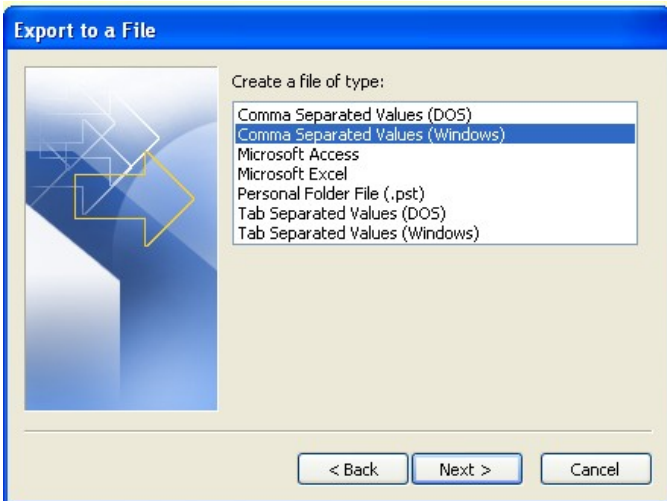 Export to a File
Create a file of type:
Comma Separated Values (DOS)
Comma Separated Values (Windows)
Microsoft Access
Microsoft Excel
Personal Folder File (.pst)
Tab Separated Values (DOS)
Tab Separated Values (Windows)
< Back Next > Cancel